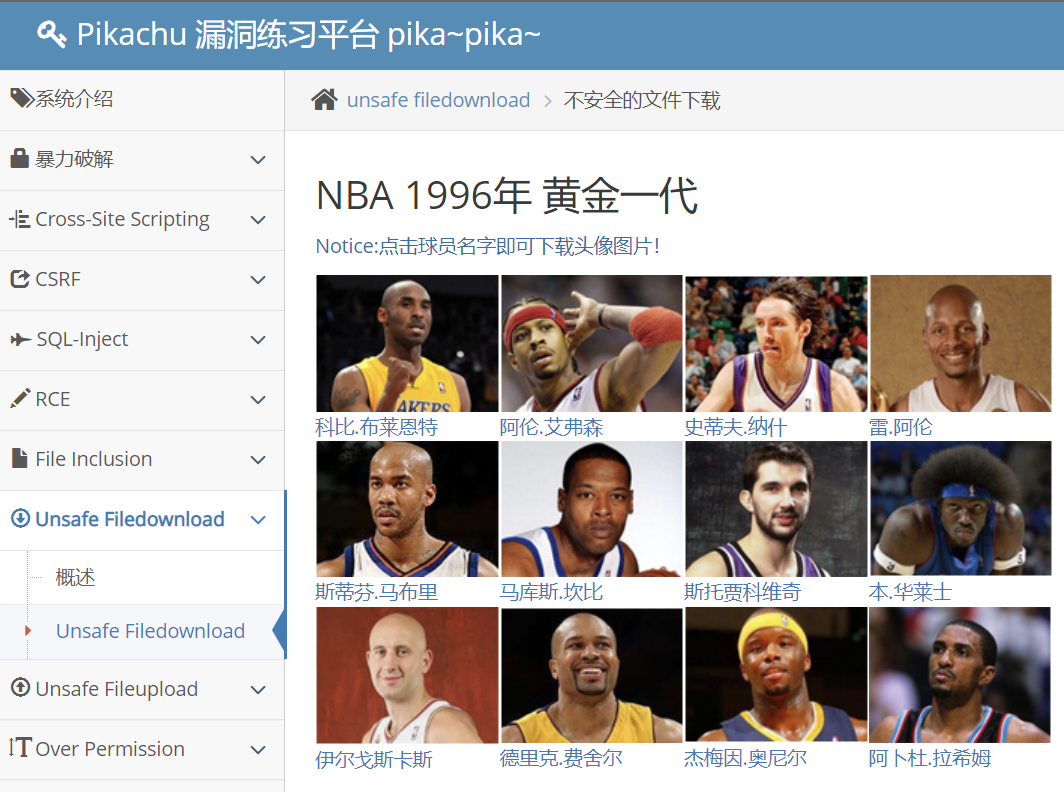 Pikachu 漏洞练习平台 pika~pika~
系统介绍
暴力破解
Cross-Site Scripting
CSRF
SQL-Inject
RCE
File Inclusion
Unsafe Filedownload
概述
Unsafe Filedownload
Unsafe Fileupload
Over Permission
unsafe filedownload > 不安全的文件下载
NBA 1996年 黄金一代
Notice:点击球员名字即可下载头像图片!
AKERS
科比.布莱恩特 阿伦.艾弗森 史蒂夫.纳什 雷.阿伦
斯蒂芬.马布里 马库斯.坎比 斯托贾科维奇 本.华莱士
伊尔戈斯卡斯 德里克.费舍尔 杰梅因.奥尼尔 阿卜杜.拉希姆